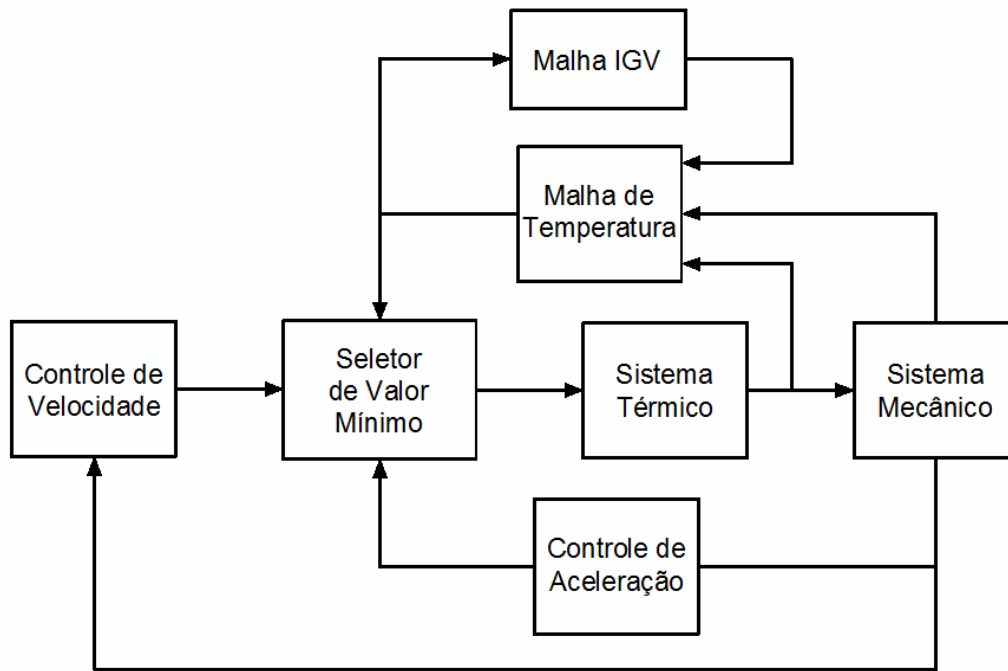 Malha IGV
Malha de
Temperatura
Controle de
Velocidade
Seletor
de Valor
Mínimo
Sistema
Térmico
Sistema
Mecânico
Controle de
Aceleração